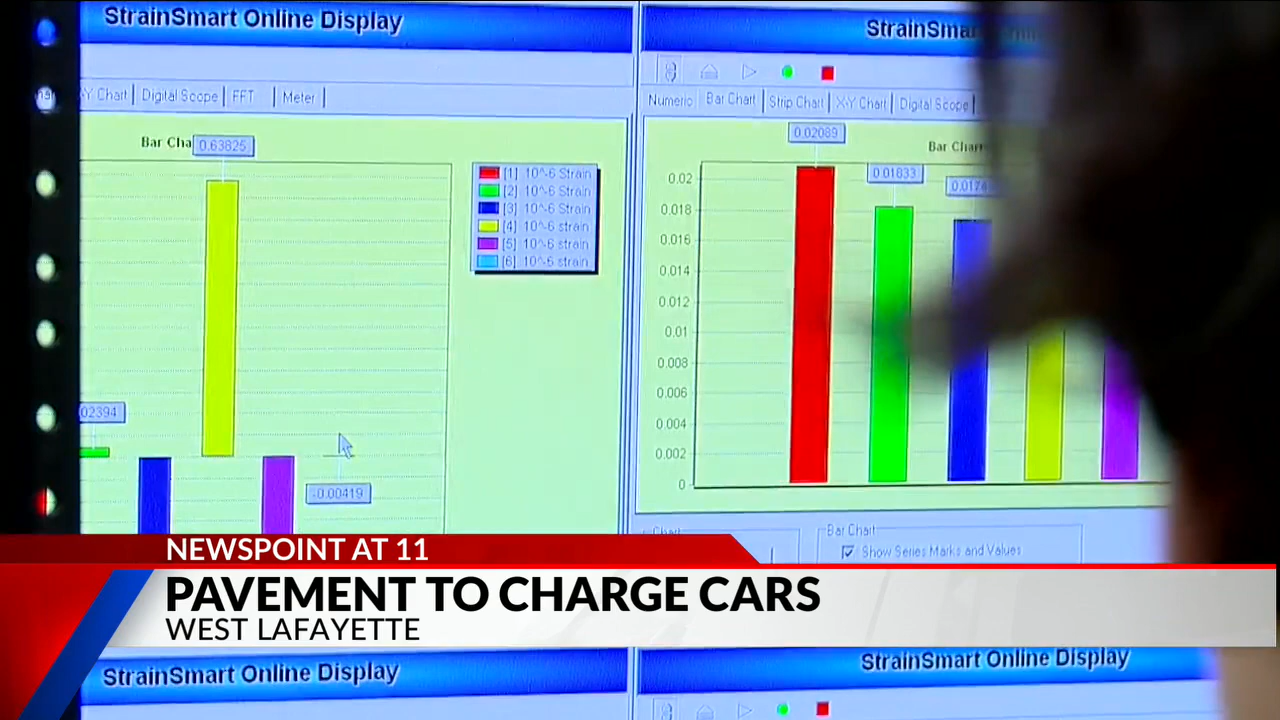 StrainSmart Online Display
X-Y Chart Digital Scope FFT Meter
Bar Cha
0.63825
[1] 10^-6 Strain
[2] 10^-6 Strain
[3] 10^-6 Strain
[4] 10^-6 strain
[5] 10^-6 strain
[6] 10^-6 strain
02394
-0.00419
StrainSmar
Numeric Bar Chart Strip Chart X-Y Chart Digital Scope
Bar Chart
0.02089
0.01833
0.02
0.018
0.016
0.014
0.012
0.01
0.008
0.006
0.004
0.002
0
Chart
Bar Chart
Show Series Marks and Values
NEWSPOINT AT 11
PAVEMENT TO CHARGE CARS
WEST LAFAYETTE
StrainSmart Online Display
StrainSmart Online Display